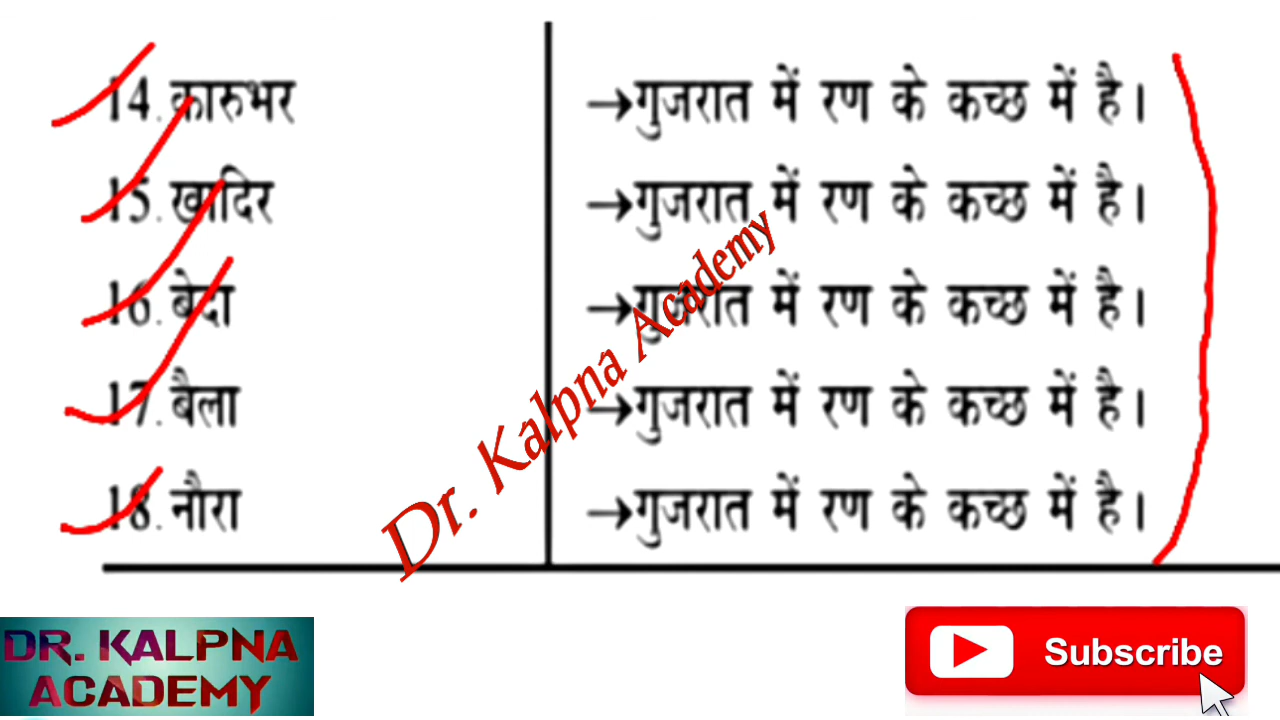 14. कारुभर →गुजरात में रण के कच्छ में है।
15. खादिर →गुजरात में रण के कच्छ में है।
16. बेदा →गुजरात में रण के कच्छ में है।
17. बैला →गुजरात में रण के कच्छ में है।
18. नौरा →गुजरात में रण के कच्छ में है।
Dr. Kalpna Academy
DR. KALPNA
ACADEMY
Subscribe